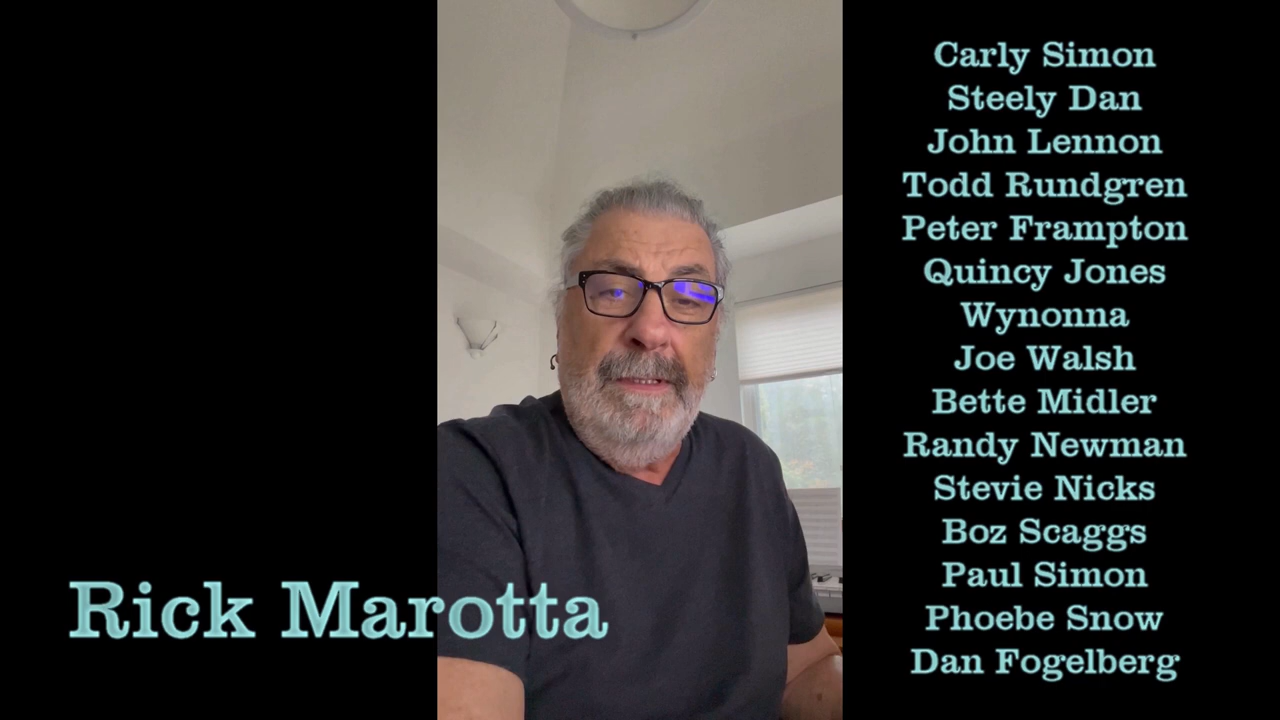 Rick Marotta
Carly Simon
Steely Dan
John Lennon
Todd Rundgren
Peter Frampton
Quincy Jones
Wynonna
Joe Walsh
Bette Midler
Randy Newman
Stevie Nicks
Boz Scaggs
Paul Simon
Phoebe Snow
Dan Fogelberg